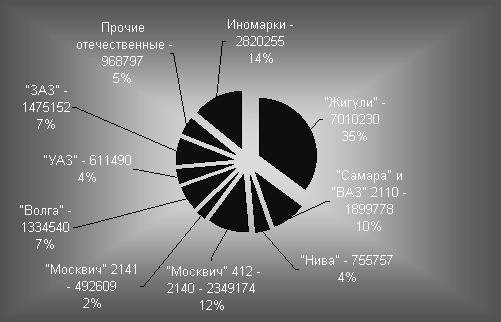 Прочие
отечественные -
968797
5%
Иномарки -
2820255
14%
"Жигули" -
7010230
35%
"Самара" и
"ВАЗ" 2110 -
1899778
10%
"Нива" - 755757
4%
"Москвич" 412 -
2140 - 2349174
12%
"Москвич" 2141
- 492609
2%
"Волга" -
1334540
7%
"УАЗ" - 611490
4%
"ЗАЗ" -
1475152
7%